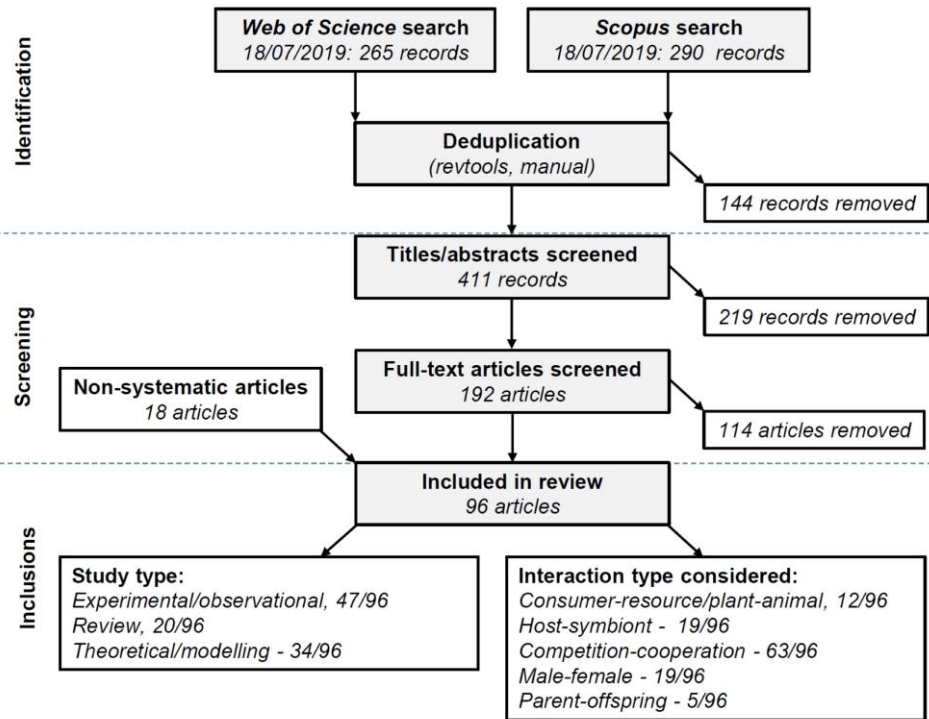 Identification
Web of Science search
18/07/2019: 265 records
Scopus search
18/07/2019: 290 records
Deduplication
(revtools, manual)
144 records removed
Screening
Titles/abstracts screened
411 records
219 records removed
Full-text articles screened
192 articles
Non-systematic articles
18 articles
114 articles removed
Inclusions
Included in review
96 articles
Study type:
Experimental/observational, 47/96
Review, 20/96
Theoretical/modelling - 34/96
Interaction type considered:
Consumer-resource/plant-animal, 12/96
Host-symbiont - 19/96
Competition-cooperation - 63/96
Male-female - 19/96
Parent-offspring - 5/96